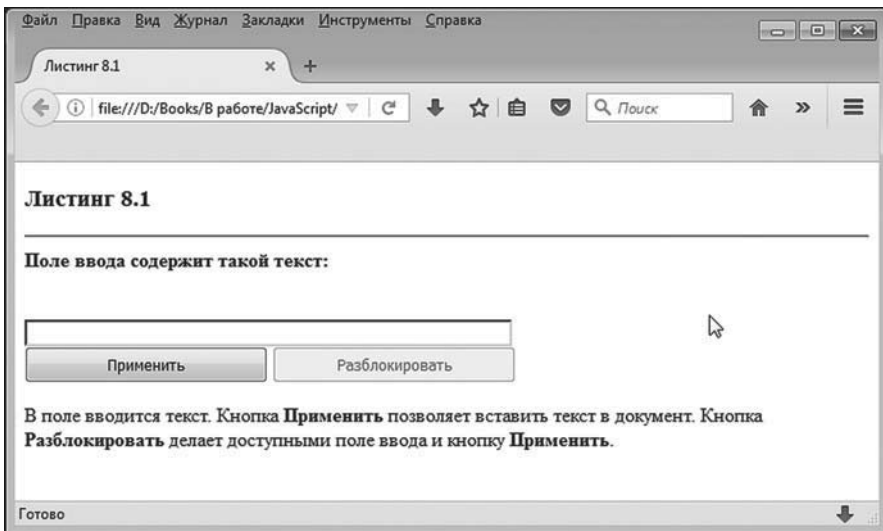 Файл Правка Вид Журнал Закладки Инструменты Справка
Листинг 8.1
file:///D:/Books/В работе/JavaScript/
Поиск
Листинг 8.1
Поле ввода содержит такой текст:
Применить Разблокировать
В поле вводится текст. Кнопка Применить позволяет вставить текст в документ. Кнопка
Разблокировать делает доступными поле ввода и кнопку Применить.
Готово